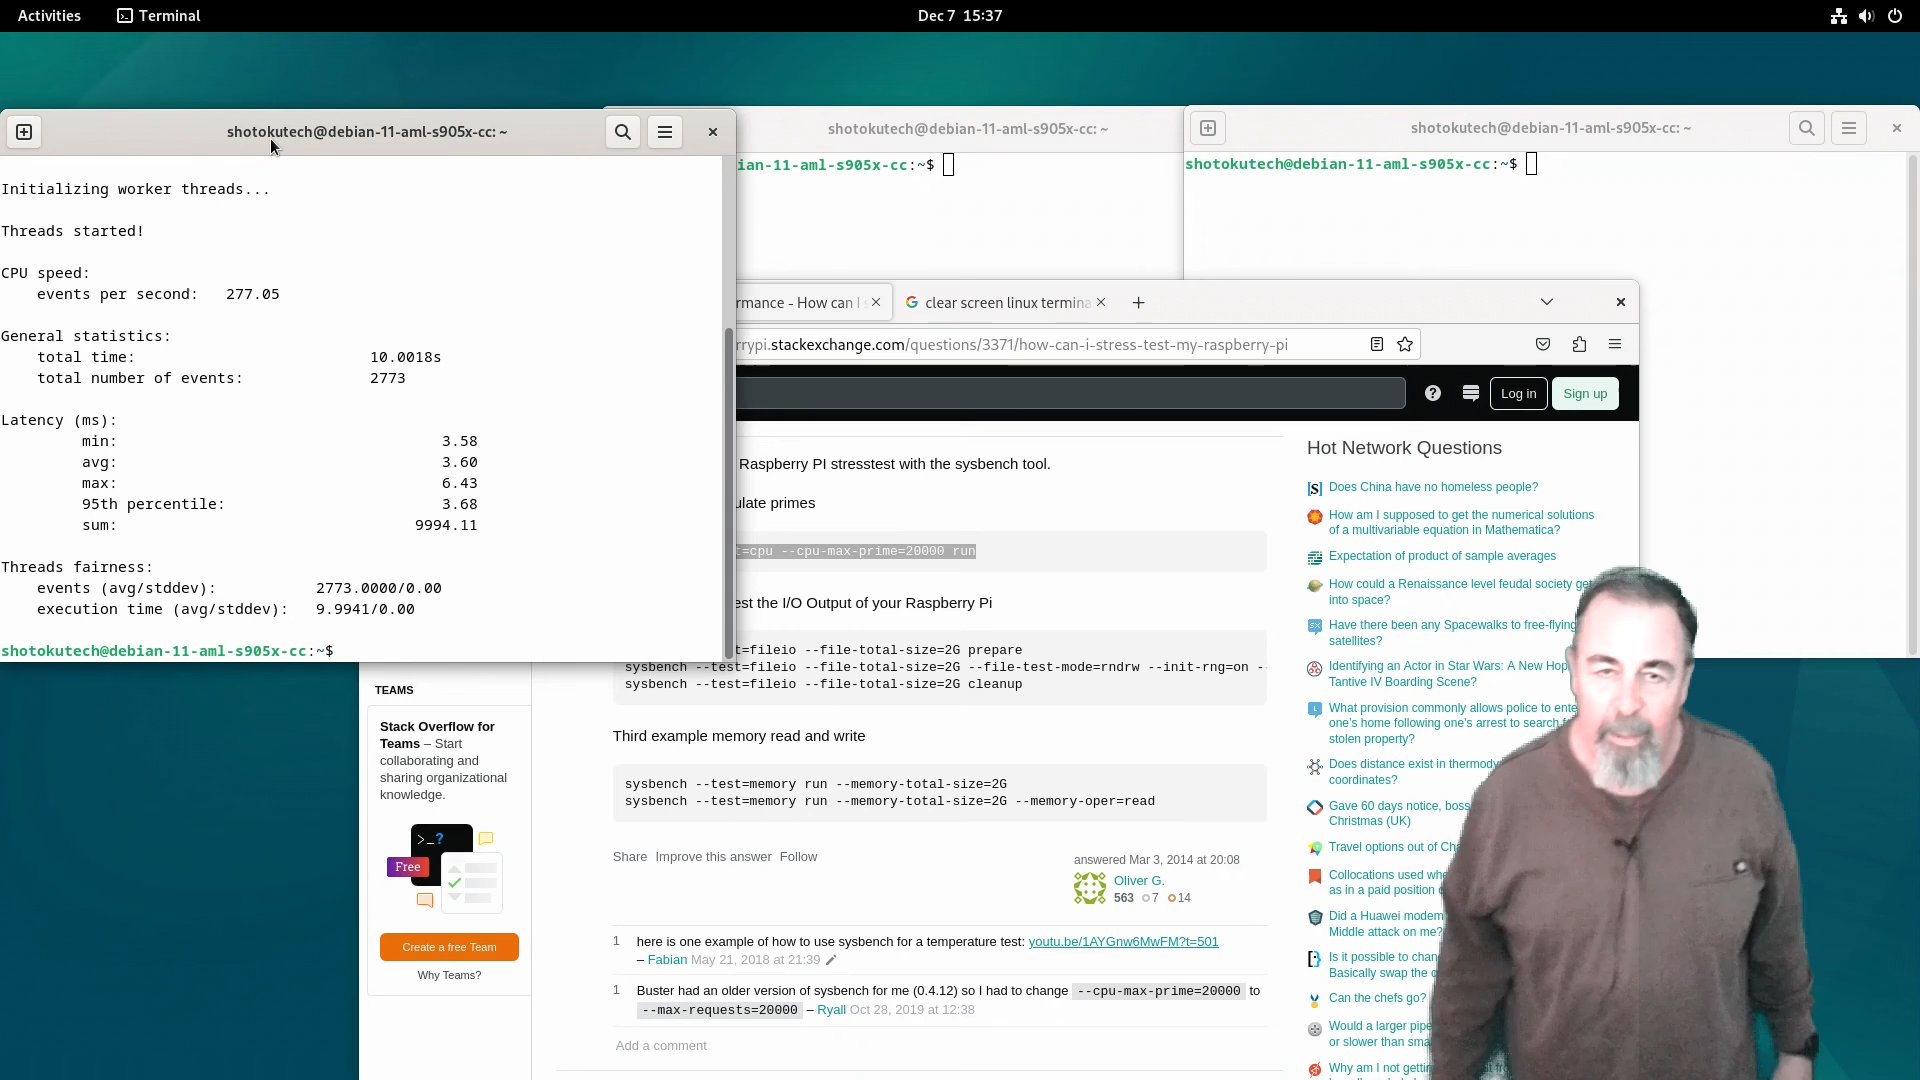 Activities
Terminal
Dec 7 15:37
shotokutech@debian-11-aml-s905x-cc: ~
Initializing worker threads...
Threads started!
CPU speed:
events per second: 277.05
General statistics:
total time: 10.0018s
total number of events: 2773
Latency (ms):
min: 3.58
avg: 3.60
max: 6.43
95th percentile: 3.68
sum: 9994.11
Threads fairness:
events (avg/stddev): 2773.0000/0.00
execution time (avg/stddev): 9.9941/0.00
shotokutech@debian-11-aml-s905x-cc:~$
shotokutech@debian-11-aml-s905x-cc: ~
ian-11-aml-s905x-cc:~$
shotokutech@debian-11-aml-s905x-cc: ~
shotokutech@debian-11-aml-s905x-cc:~$
rmance - How can I
clear screen linux termina
rrypi.stackexchange.com/questions/3371/how-can-i-stress-test-my-raspberry-pi
Log in
Sign up
Raspberry PI stresstest with the sysbench tool.
ulate primes
t=cpu --cpu-max-prime=20000 run
est the I/O Output of your Raspberry Pi
t=fileio --file-total-size=2G prepare
sysbench --test=fileio --file-total-size=2G --file-test-mode=rndrw --init-rng=on -
sysbench --test=fileio --file-total-size=2G cleanup
Third example memory read and write
sysbench --test=memory run --memory-total-size=2G
sysbench --test=memory run --memory-total-size=2G --memory-oper=read
Share Improve this answer Follow
answered Mar 3, 2014 at 20:08
Oliver G.
563 7 14
1 here is one example of how to use sysbench for a temperature test: youtu.be/1AYGnw6MwFM?t=501
– Fabian May 21, 2018 at 21:39
1 Buster had an older version of sysbench for me (0.4.12) so I had to change --cpu-max-prime=20000 to
--max-requests=20000 – Ryall Oct 28, 2019 at 12:38
Add a comment
TEAMS
Stack Overflow for
Teams – Start
collaborating and
sharing organizational
knowledge.
>_?
Free
Create a free Team
Why Teams?
Hot Network Questions
Does China have no homeless people?
How am I supposed to get the numerical solutions
of a multivariable equation in Mathematica?
Expectation of product of sample averages
How could a Renaissance level feudal society get
into space?
Have there been any Spacewalks to free-flying
satellites?
Identifying an Actor in Star Wars: A New Hop
Tantive IV Boarding Scene?
What provision commonly allows police to ente
one's home following one's arrest to search
stolen property?
Does distance exist in thermody
coordinates?
Gave 60 days notice, boss
Christmas (UK)
Travel options out of Ch
Collocations used whe
as in a paid position
Did a Huawei modem
Middle attack on me?
Is it possible to chan
Basically swap the c
Can the chefs go?
Would a larger pipe
or slower than sma
Why am I not getti